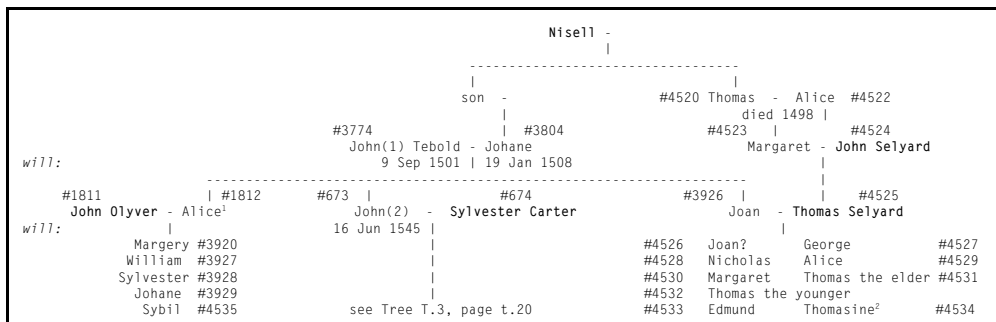 Nisell -
son - #4520 Thomas - Alice #4522
died 1498
#3774 #3804 #4523 #4524
John(1) Tebold - Johane Margaret - John Selyard
will: 9 Sep 1501 | 19 Jan 1508
#1811 #1812 #673 #674 #3926 #4525
John Olyver - Alice1 John(2) - Sylvester Carter Joan - Thomas Selyard
will: 16 Jun 1545
Margery #3920 #4526 Joan? George #4527
William #3927 #4528 Nicholas Alice #4529
Sylvester #3928 #4530 Margaret Thomas the elder #4531
Johane #3929 #4532 Thomas the younger
Sybil #4535 see Tree T.3, page t.20 #4533 Edmund Thomasine2 #4534